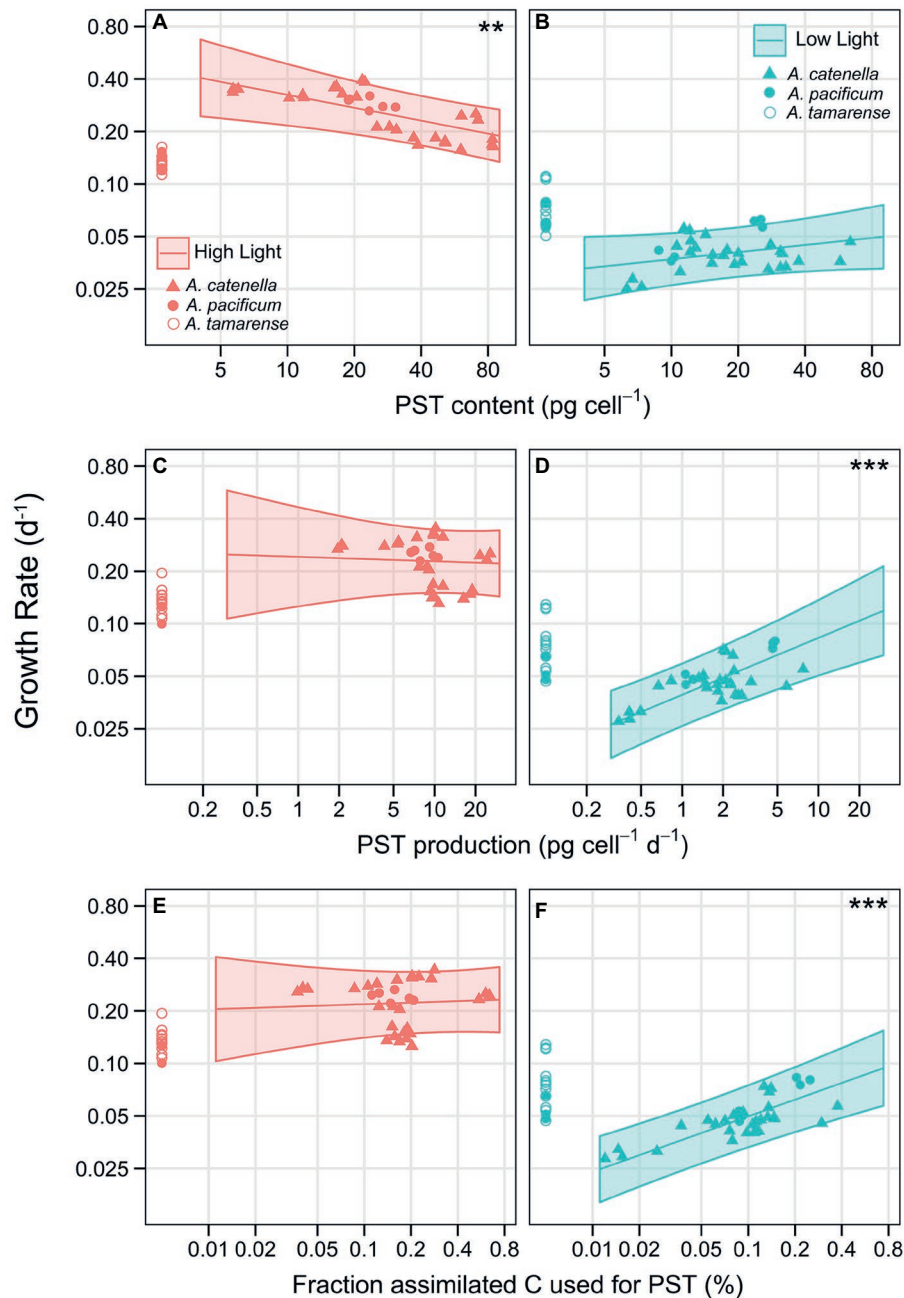 A
**
B
0.80
0.40
0.20
0.10
0.05
0.025
High Light
A. catenella
A. pacificum
A. tamarense
Low Light
A. catenella
A. pacificum
A. tamarense
5 10 20 40 80
5 10 20 40 80
PST content (pg cell⁻¹)
Growth Rate (d⁻¹)
C
D
***
0.80
0.40
0.20
0.10
0.05
0.025
0.2 0.5 1 2 5 10 20
0.2 0.5 1 2 5 10 20
PST production (pg cell⁻¹ d⁻¹)
E
F
***
0.80
0.40
0.20
0.10
0.05
0.025
0.01 0.02 0.05 0.1 0.2 0.4 0.8
0.01 0.02 0.05 0.1 0.2 0.4 0.8
Fraction assimilated C used for PST (%)